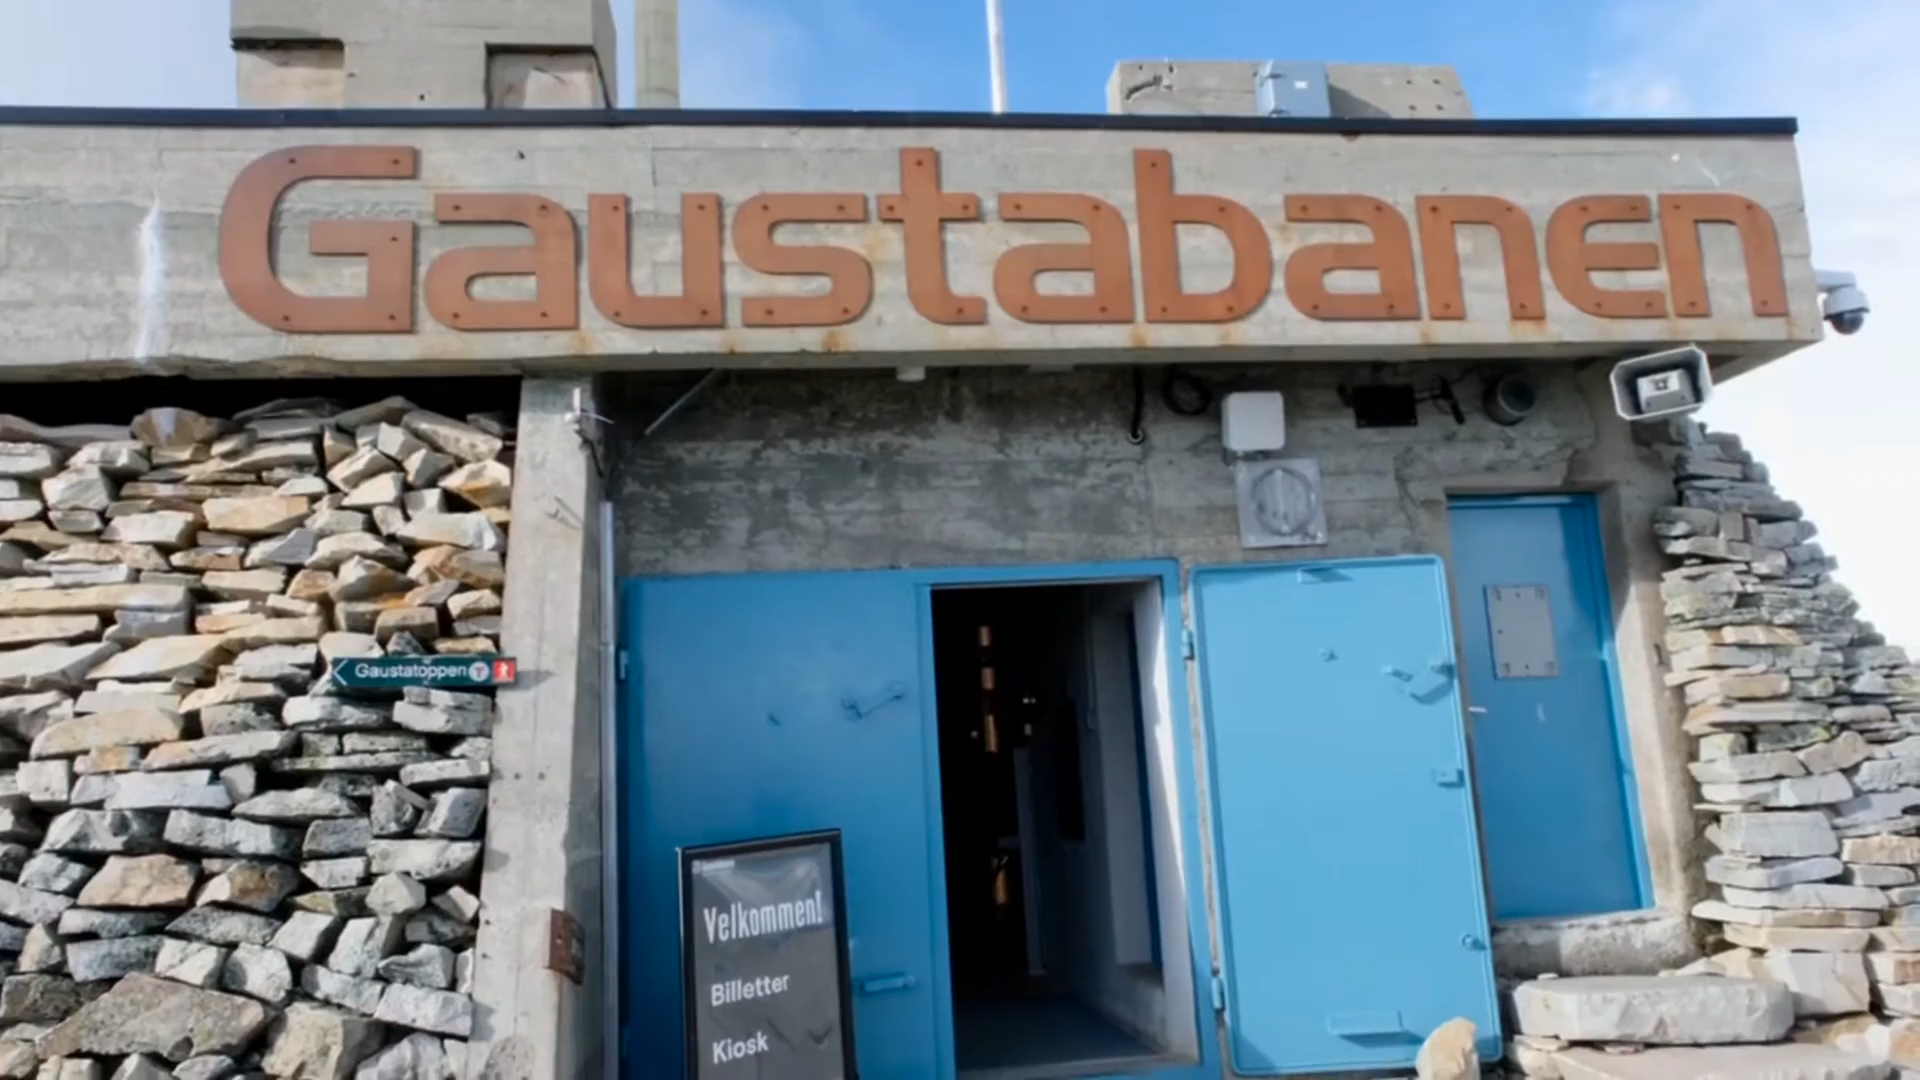 Gaustabanen
Gaustatoppen
Velkommen!
Billetter
Kiosk